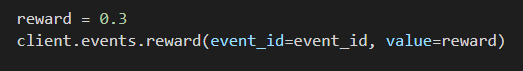 reward = 0.3
client.events.reward(event_id=event_id, value=reward)